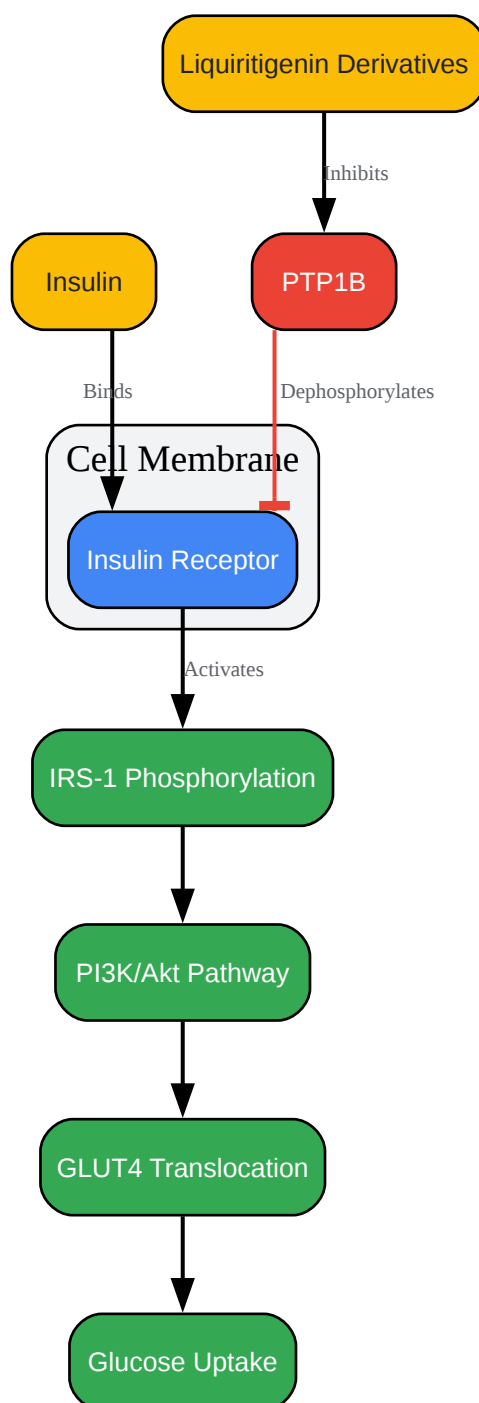 Liquiritigenin Derivatives
Inhibits
Insulin
PTP1B
Binds
Dephosphorylates
Cell Membrane
Insulin Receptor
Activates
IRS-1 Phosphorylation
PI3K/Akt Pathway
GLUT4 Translocation
Glucose Uptake